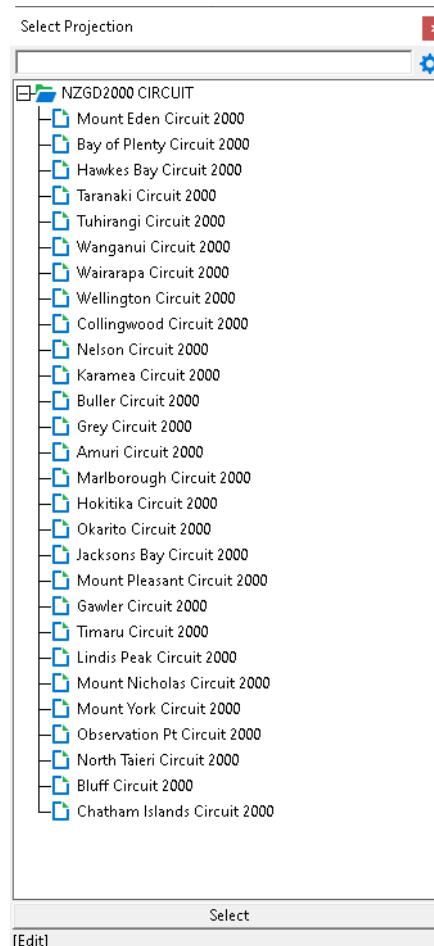 Select Projection
NZGD2000 CIRCUIT
Mount Eden Circuit 2000
Bay of Plenty Circuit 2000
Hawkes Bay Circuit 2000
Taranaki Circuit 2000
Tuhirangi Circuit 2000
Wanganui Circuit 2000
Wairarapa Circuit 2000
Wellington Circuit 2000
Collingwood Circuit 2000
Nelson Circuit 2000
Karamea Circuit 2000
Buller Circuit 2000
Grey Circuit 2000
Amuri Circuit 2000
Marlborough Circuit 2000
Hokitika Circuit 2000
Okarito Circuit 2000
Jacksons Bay Circuit 2000
Mount Pleasant Circuit 2000
Gawler Circuit 2000
Timaru Circuit 2000
Lindis Peak Circuit 2000
Mount Nicholas Circuit 2000
Mount York Circuit 2000
Observation Pt Circuit 2000
North Taieri Circuit 2000
Bluff Circuit 2000
Chatham Islands Circuit 2000
Select
[Edit]